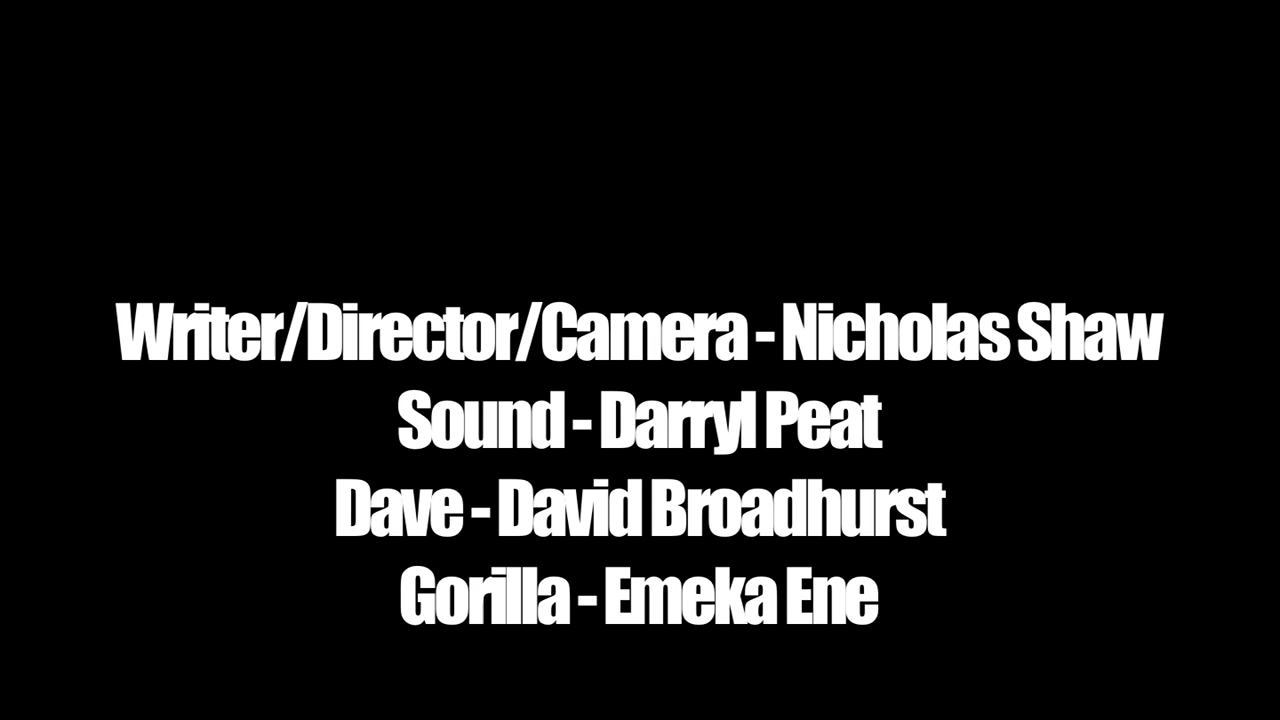 Writer/Director/Camera - Nicholas Shaw
Sound - Darryl Peat
Dave - David Broadhurst
Gorilla - Emeka Ene